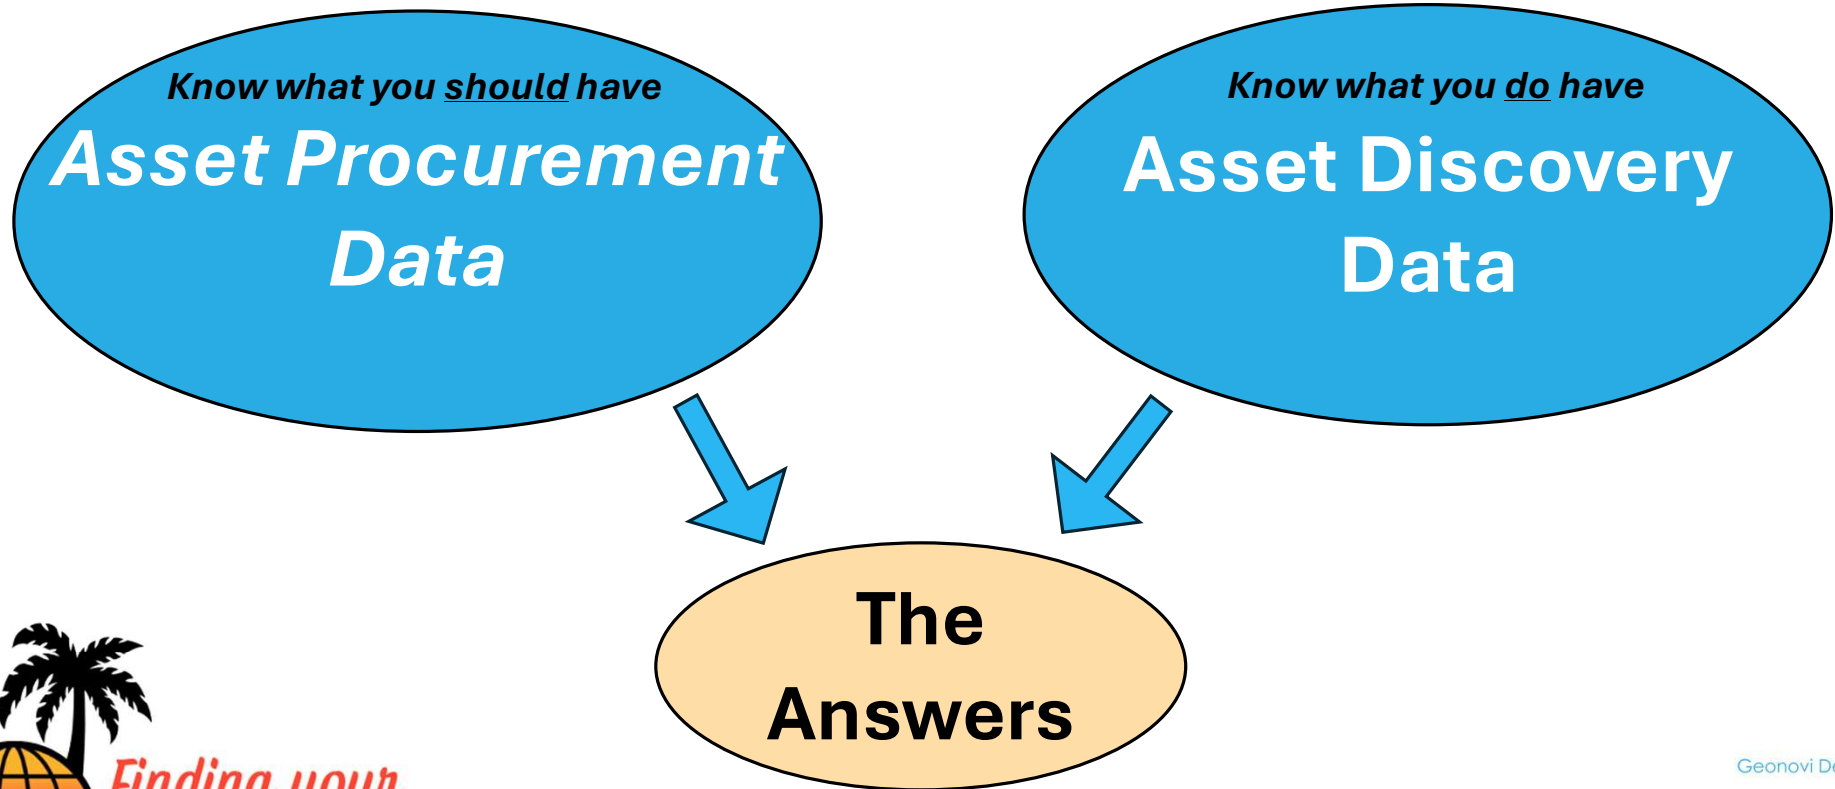 Know what you should have
Asset Procurement
Data
Know what you do have
Asset Discovery
Data
The
Answers
Finding your
Geonovi